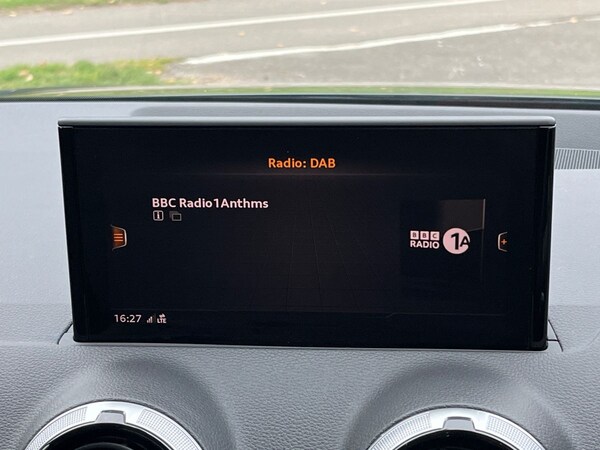 Radio: DAB
BBC Radio1Anthms
i
BBC
RADIO 1A
+
16:27 LTE